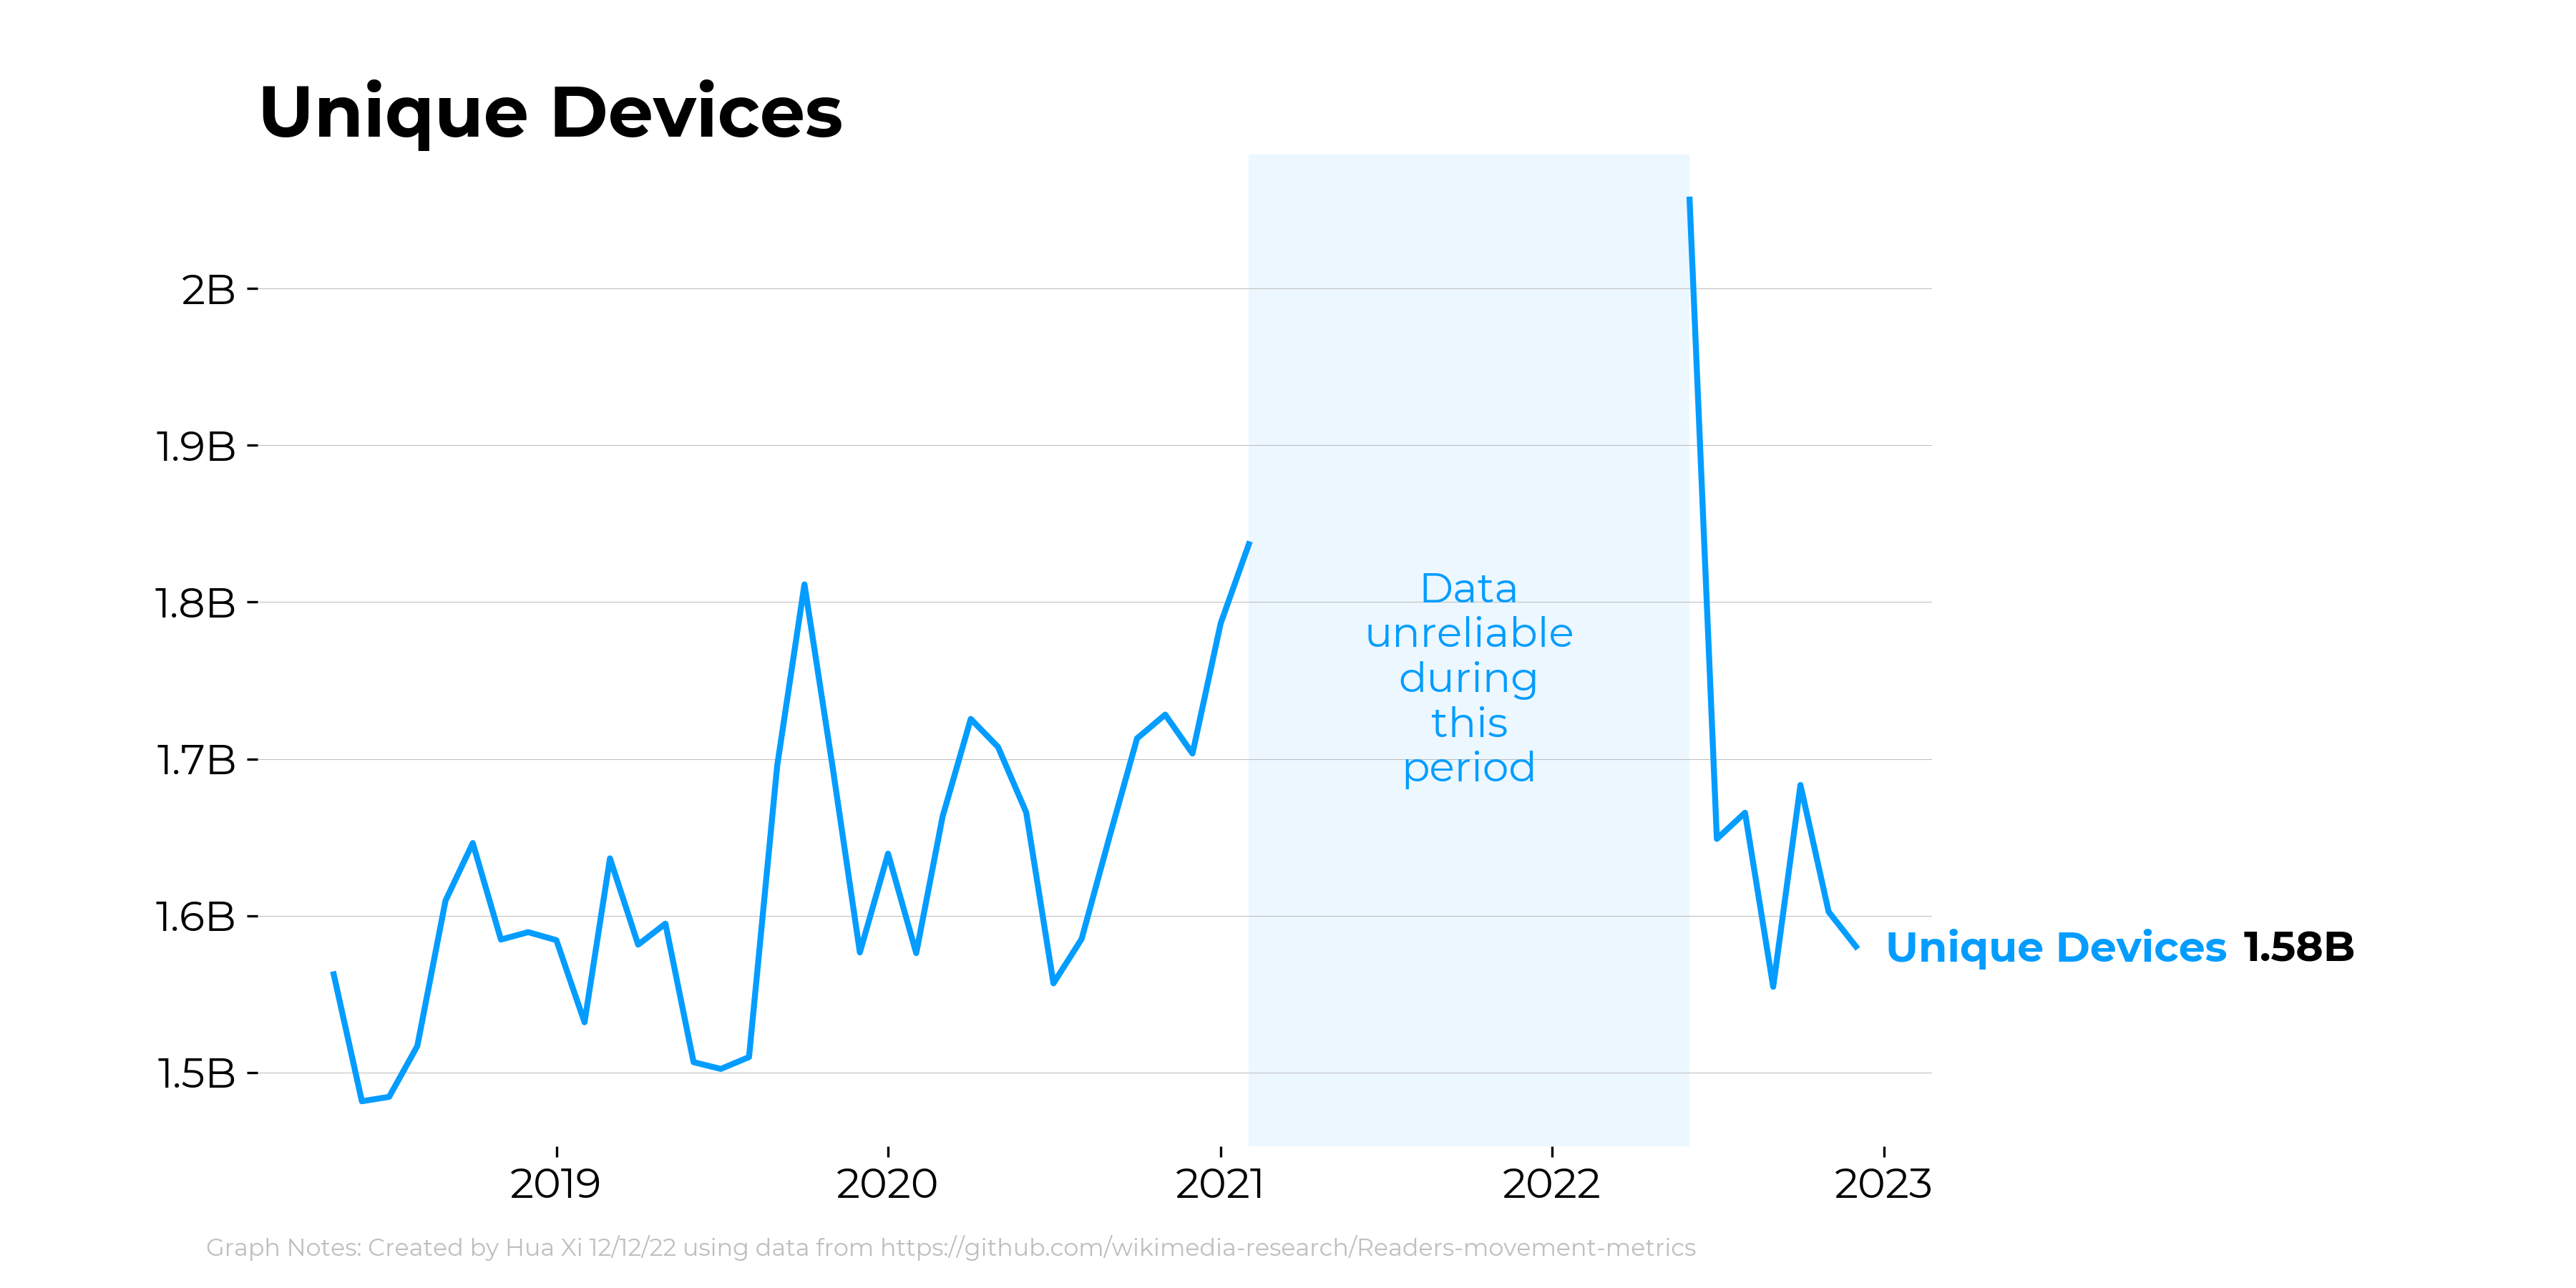 Unique Devices
2B
1.9B
1.8B
1.7B
1.6B
1.5B
Data
unreliable
during
this
period
Unique Devices 1.58B
2019 2020 2021 2022 2023
Graph Notes: Created by Hua Xi 12/12/22 using data from https://github.com/wikimedia-research/Readers-movement-metrics